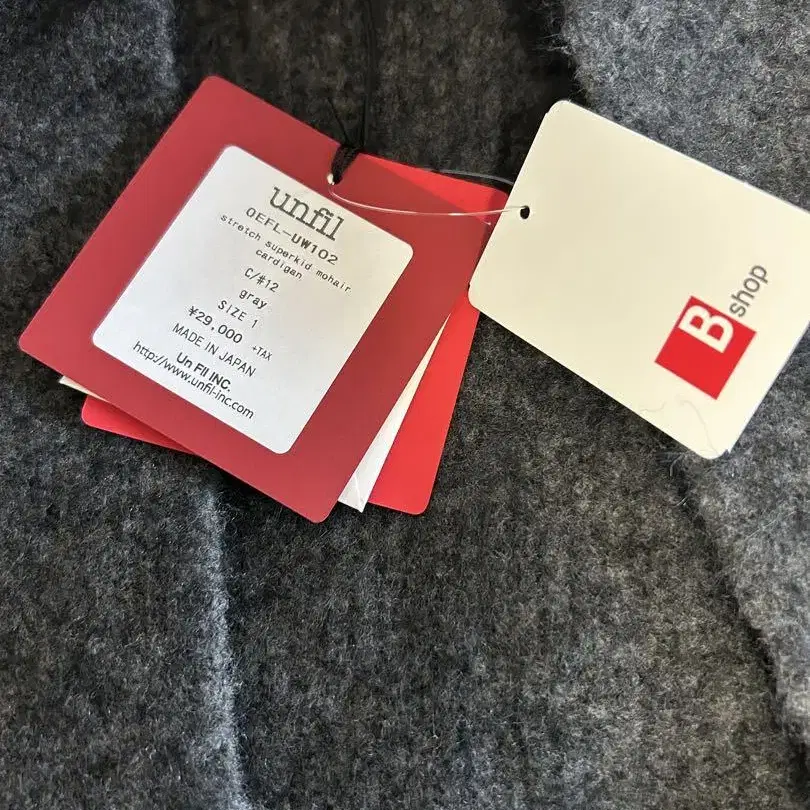 unfil
OEFL-UW102
stretch superkid mohair
cardigan
C/#12
gray
SIZE 1
¥29,000 +TAX
MADE IN JAPAN
Un Fil INC.
http://www.unfil-inc.com
B shop